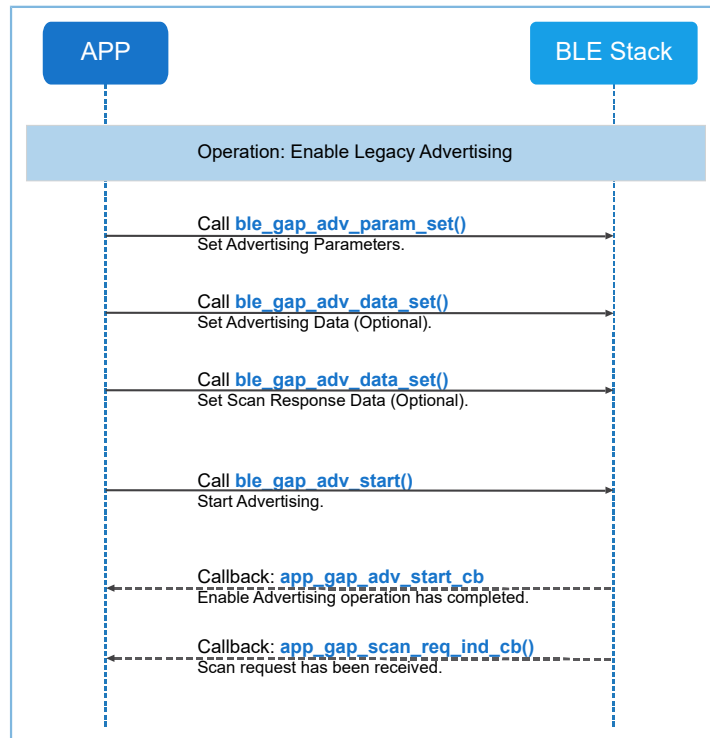 APP
BLE Stack
Operation: Enable Legacy Advertising
Call ble_gap_adv_param_set()
Set Advertising Parameters.
Call ble_gap_adv_data_set()
Set Advertising Data (Optional).
Call ble_gap_adv_data_set()
Set Scan Response Data (Optional).
Call ble_gap_adv_start()
Start Advertising.
Callback: app_gap_adv_start_cb
Enable Advertising operation has completed.
Callback: app_gap_scan_req_ind_cb()
Scan request has been received.